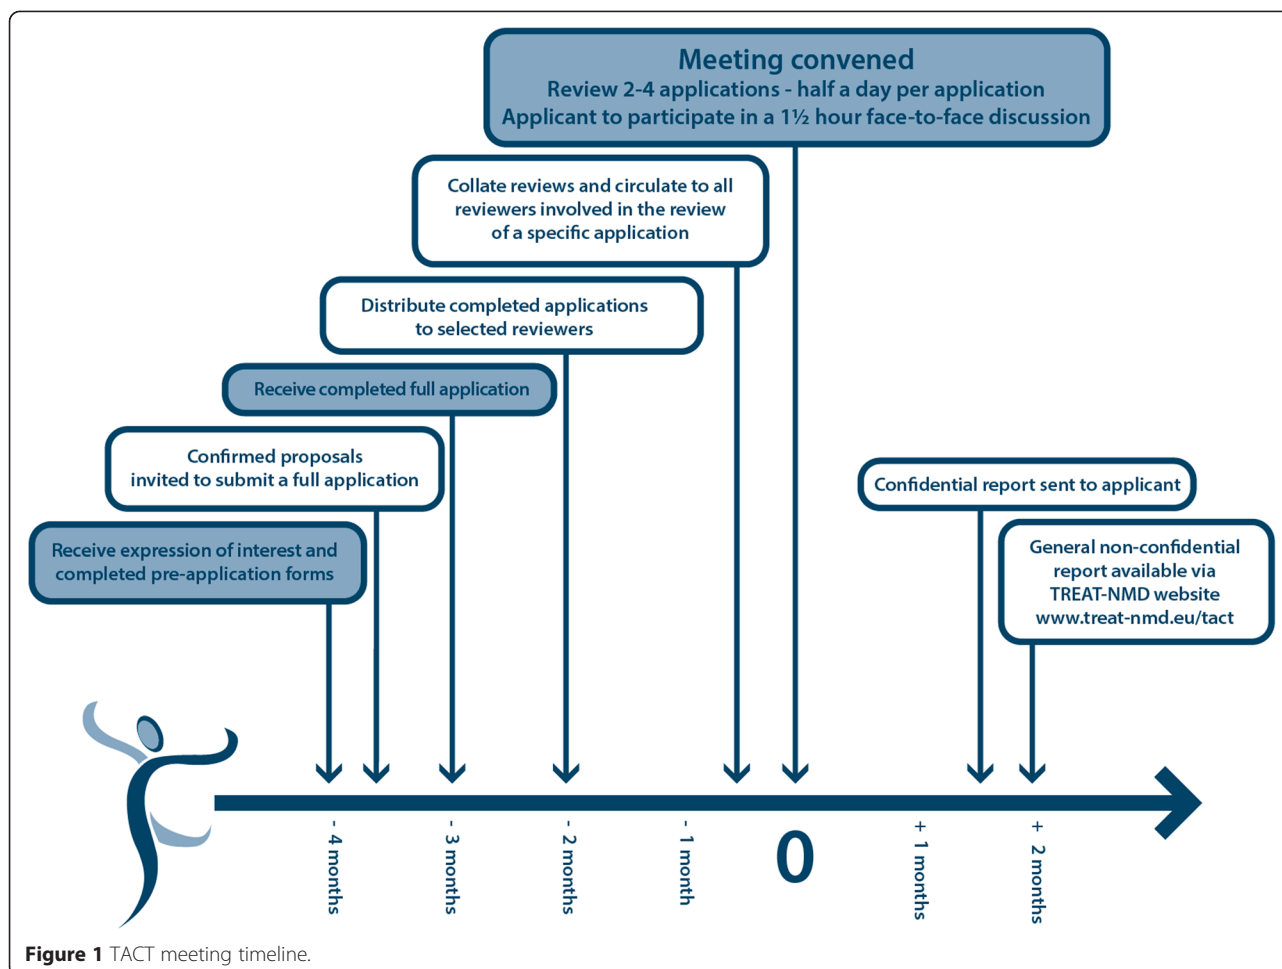 Meeting convened
Review 2-4 applications - half a day per application
Applicant to participate in a 1½ hour face-to-face discussion
Collate reviews and circulate to all
reviewers involved in the review
of a specific application
Distribute completed applications
to selected reviewers
Receive completed full application
Confirmed proposals
invited to submit a full application
Receive expression of interest and
completed pre-application forms
Confidential report sent to applicant
General non-confidential
report available via
TREAT-NMD website
www.treat-nmd.eu/tact
- 4 months
- 3 months
- 2 months
- 1 month
0
+ 1 months
+ 2 months
Figure 1 TACT meeting timeline.